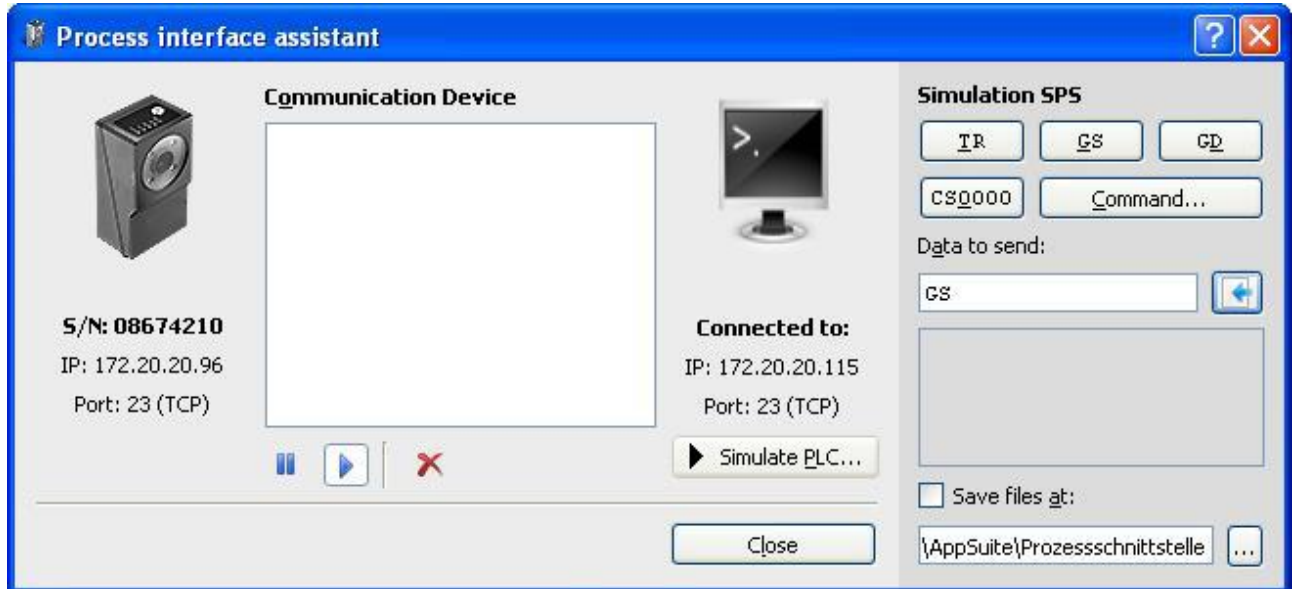 Process interface assistant
Communication Device
S/N: 08674210
IP: 172.20.20.96
Port: 23 (TCP)
>.
Connected to:
IP: 172.20.20.115
Port: 23 (TCP)
Simulate PLC...
Close
Simulation SPS
TR GS GD
CS0000 Command...
Data to send:
GS
Save files at:
\AppSuite\Prozessschnittstelle ...